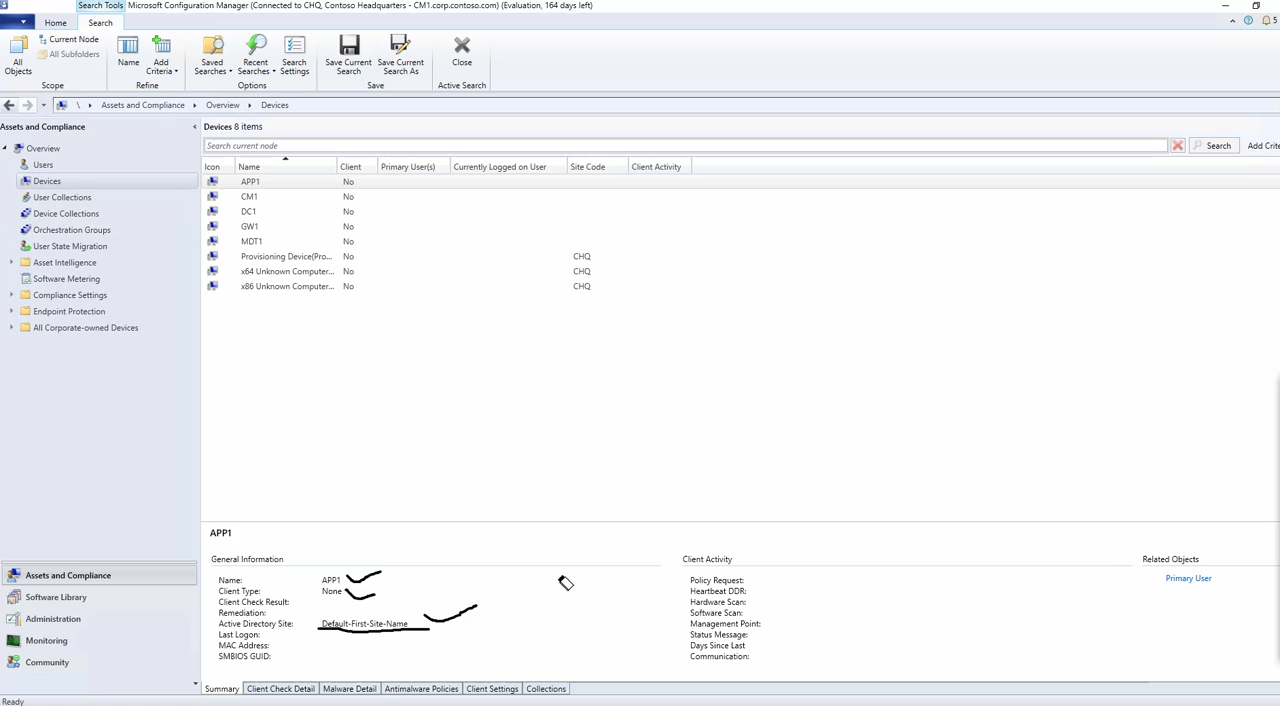 Search Tools Microsoft Configuration Manager (Connected to CHQ, Contoso Headquarters - CM1.corp.contoso.com) (Evaluation, 164 days left)
Home Search
5
All Objects
Current Node
All Subfolders
Scope
Name
Add Criteria
Refine
Saved Searches
Recent Searches
Search Settings
Options
Save Current Search
Save Current Search As
Save
Close
Active Search
\ Assets and Compliance Overview Devices
Assets and Compliance
Overview
Users
Devices
User Collections
Device Collections
Orchestration Groups
User State Migration
Asset Intelligence
Software Metering
Compliance Settings
Endpoint Protection
All Corporate-owned Devices
Assets and Compliance
Software Library
Administration
Monitoring
Community
Devices 8 items
Search current node Search Add Crite
Icon Name Client Primary User(s) Currently Logged on User Site Code Client Activity
APP1 No
CM1 No
DC1 No
GW1 No
MDT1 No
Provisioning Device(Pro... No CHQ
x64 Unknown Computer... No CHQ
x86 Unknown Computer... No CHQ
APP1
General Information
Name: APP1
Client Type: None
Client Check Result:
Remediation:
Active Directory Site: Default-First-Site-Name
Last Logon:
MAC Address:
SMBIOS GUID:
Client Activity
Policy Request:
Heartbeat DDR:
Hardware Scan:
Software Scan:
Management Point:
Status Message:
Days Since Last
Communication:
Related Objects
Primary User
Summary Client Check Detail Malware Detail Antimalware Policies Client Settings Collections
Ready